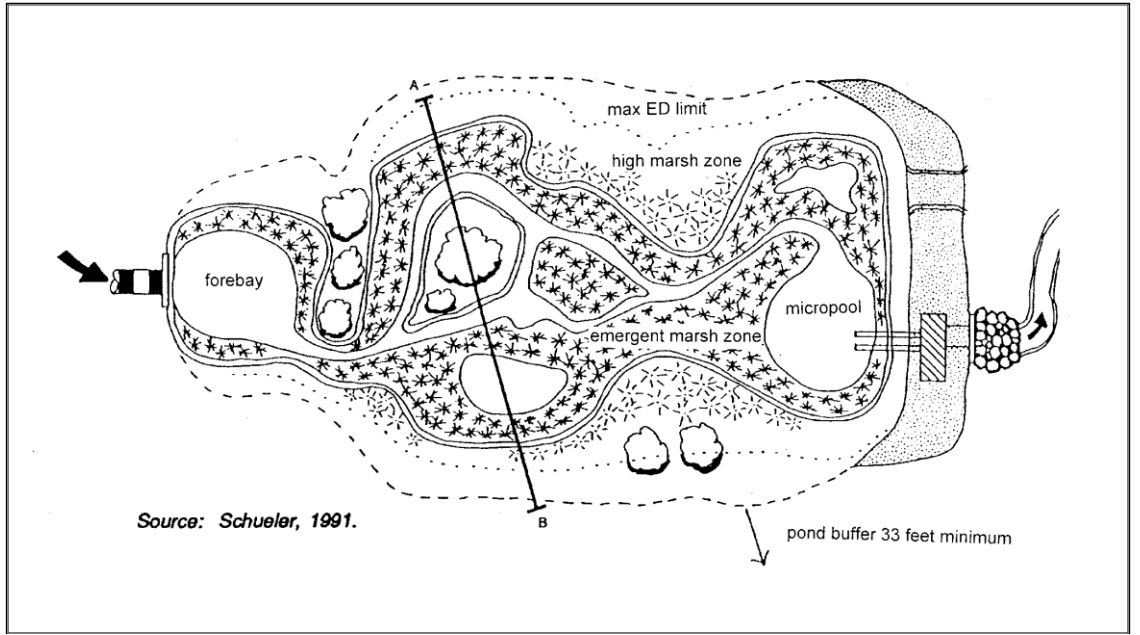 A
max ED limit
high marsh zone
forebay
micropool
emergent marsh zone
B
Source: Schueler, 1991.
pond buffer 33 feet minimum